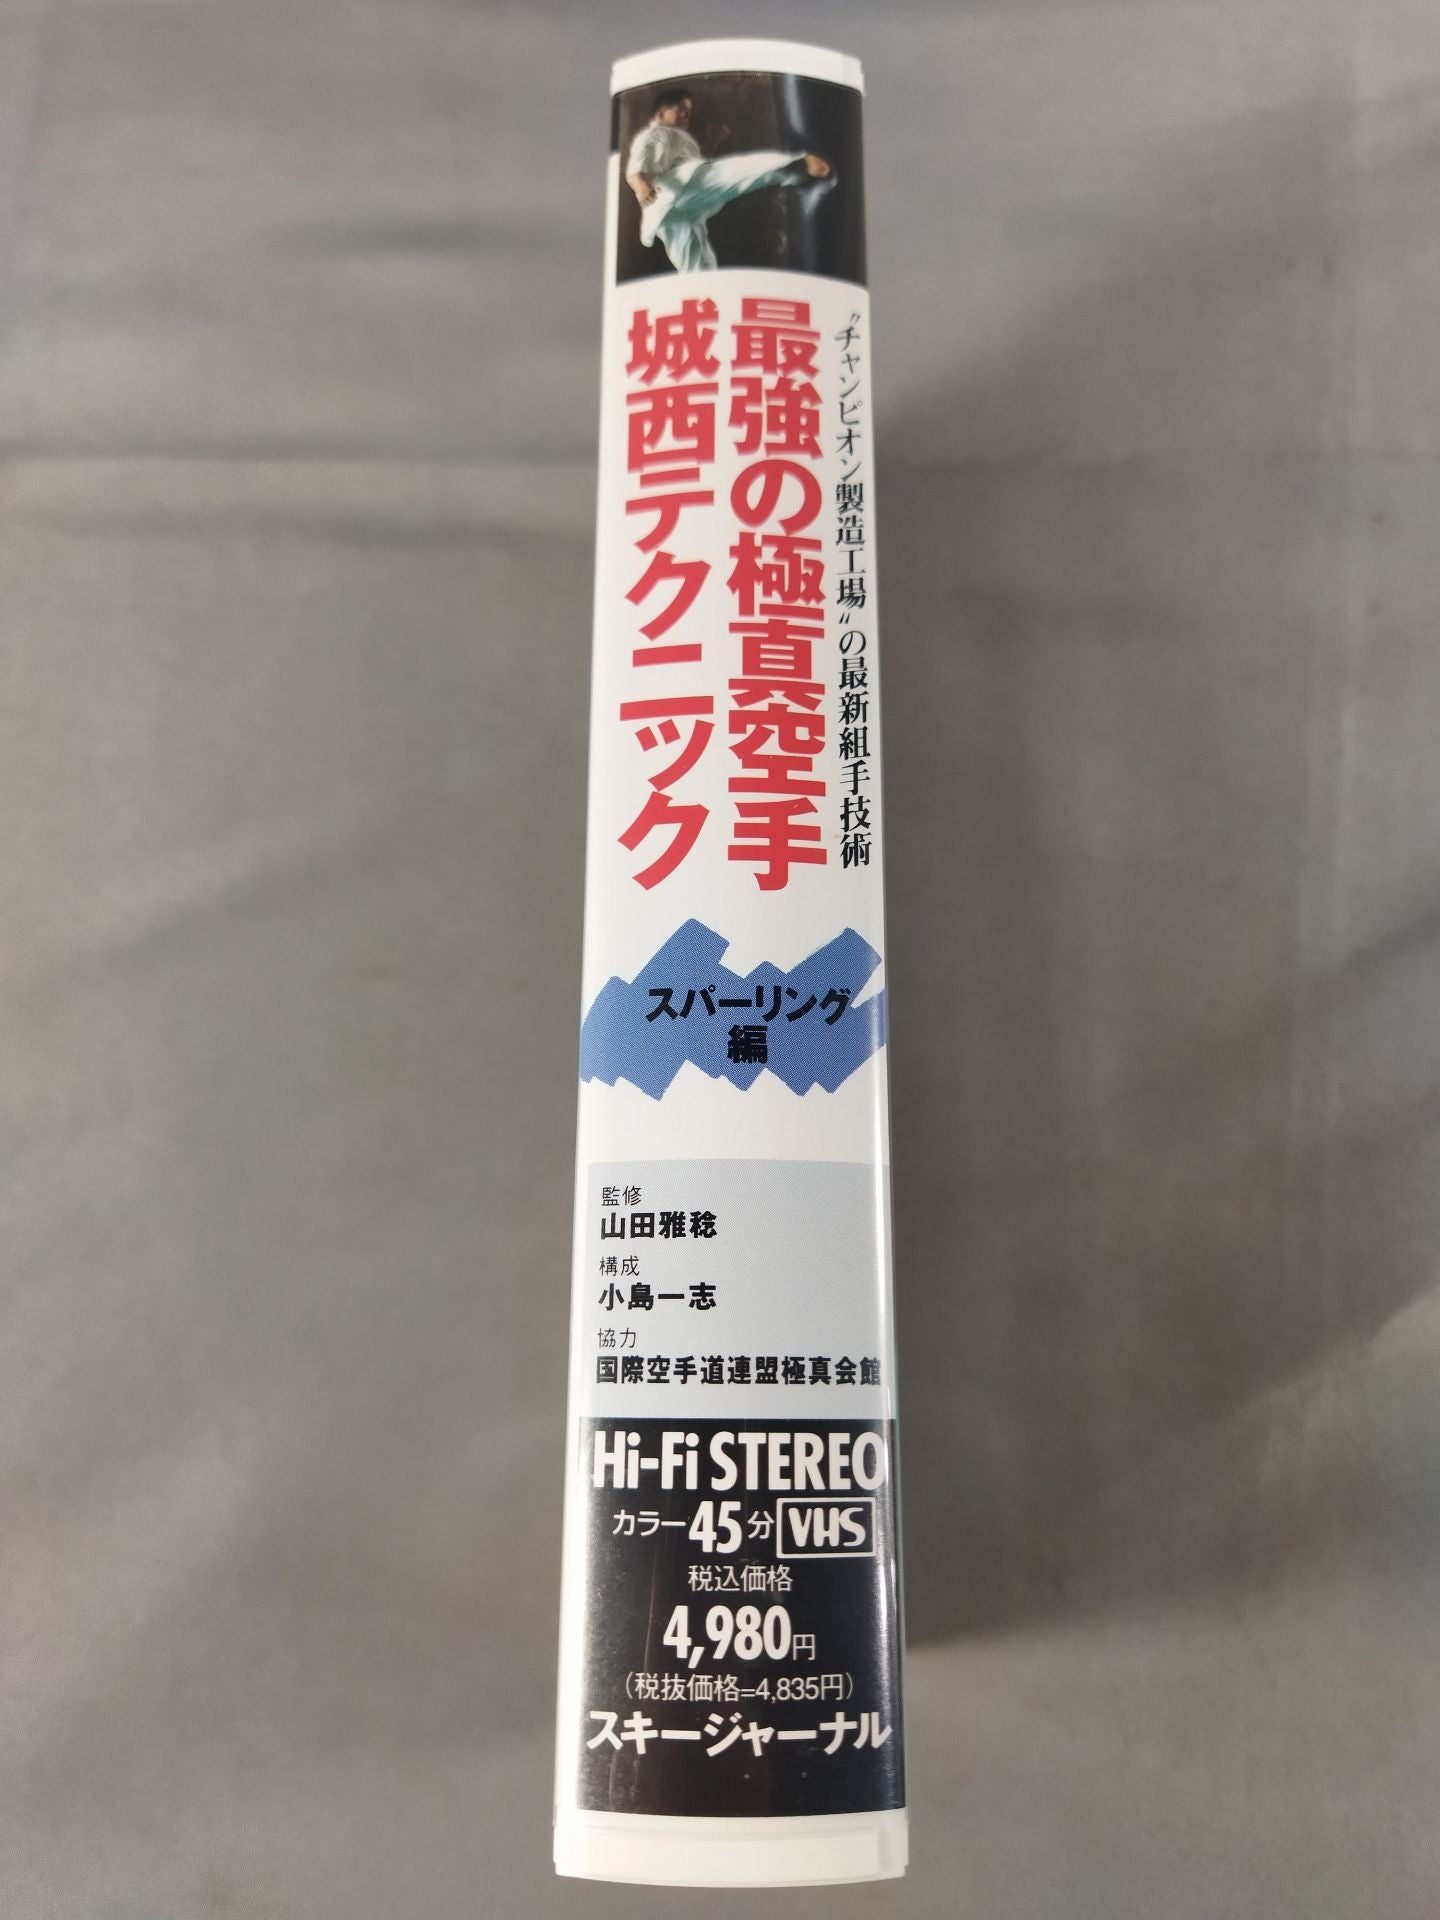 〝チャンピオン製造工場〟の最新組手技術
最強の極真空手
城西テクニック
スパーリング
編
監修
山田雅稔
構成
小島一志
協力
国際空手道連盟極真会館
Hi-Fi STEREO
カラー45分 VHS
税込価格
4,980円
(税抜価格=4,835円)
スキージャーナル